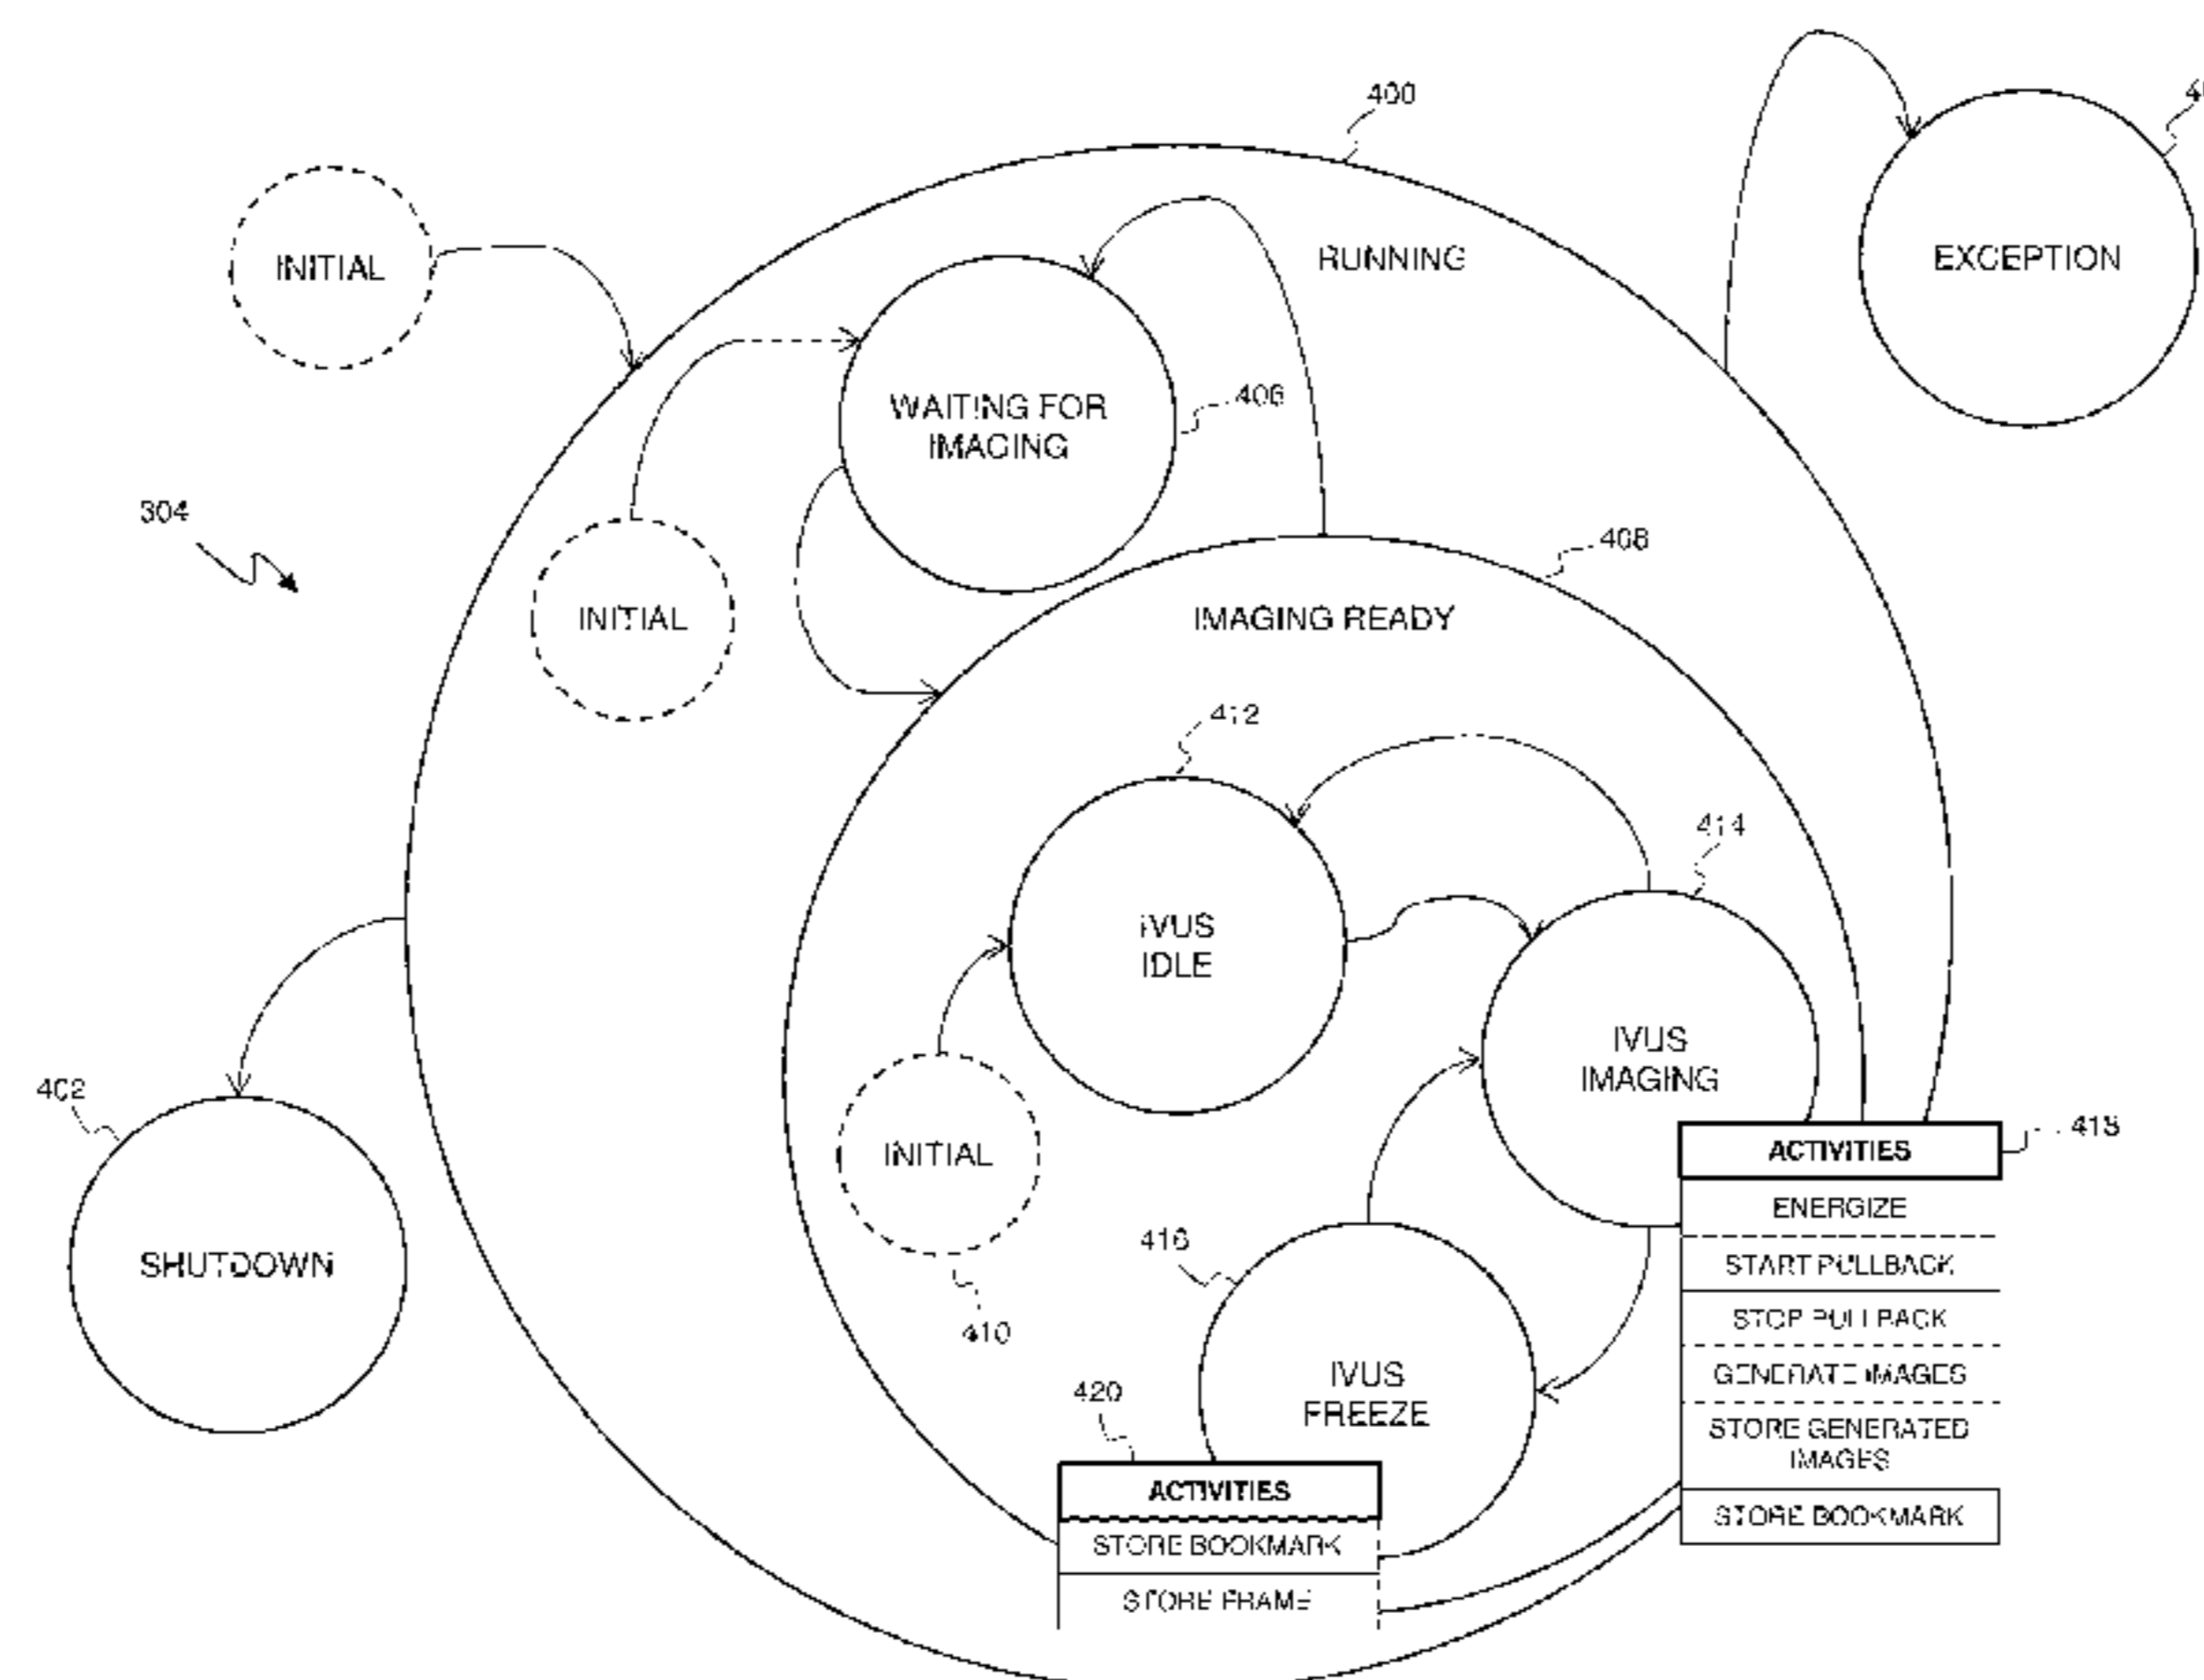 400
INITIAL
RUNNING
EXCEPTION
WAITING FOR
IMAGING
406
304
INITIAL
408
IMAGING READY
412
414
IVUS
IDLE
IVUS
IMAGING
402
INITIAL
ACTIVITIES
418
ENERGIZE
SHUTDOWN
416
START PULLBACK
410
STOP PULLBACK
IVUS
FREEZE
GENERATE IMAGES
420
STORE GENERATED
IMAGES
ACTIVITIES
STORE BOOKMARK
STORE BOOKMARK
STORE FRAME